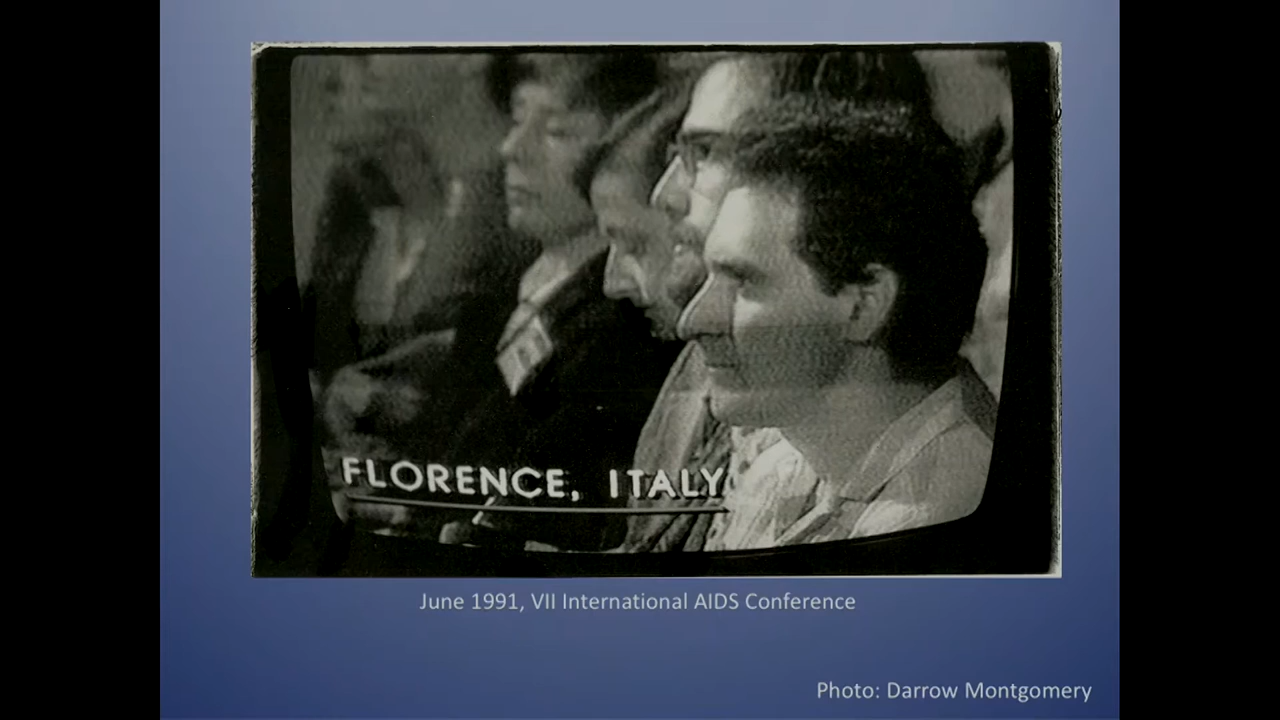 FLORENCE, ITALY
June 1991, VII International AIDS Conference
Photo: Darrow Montgomery